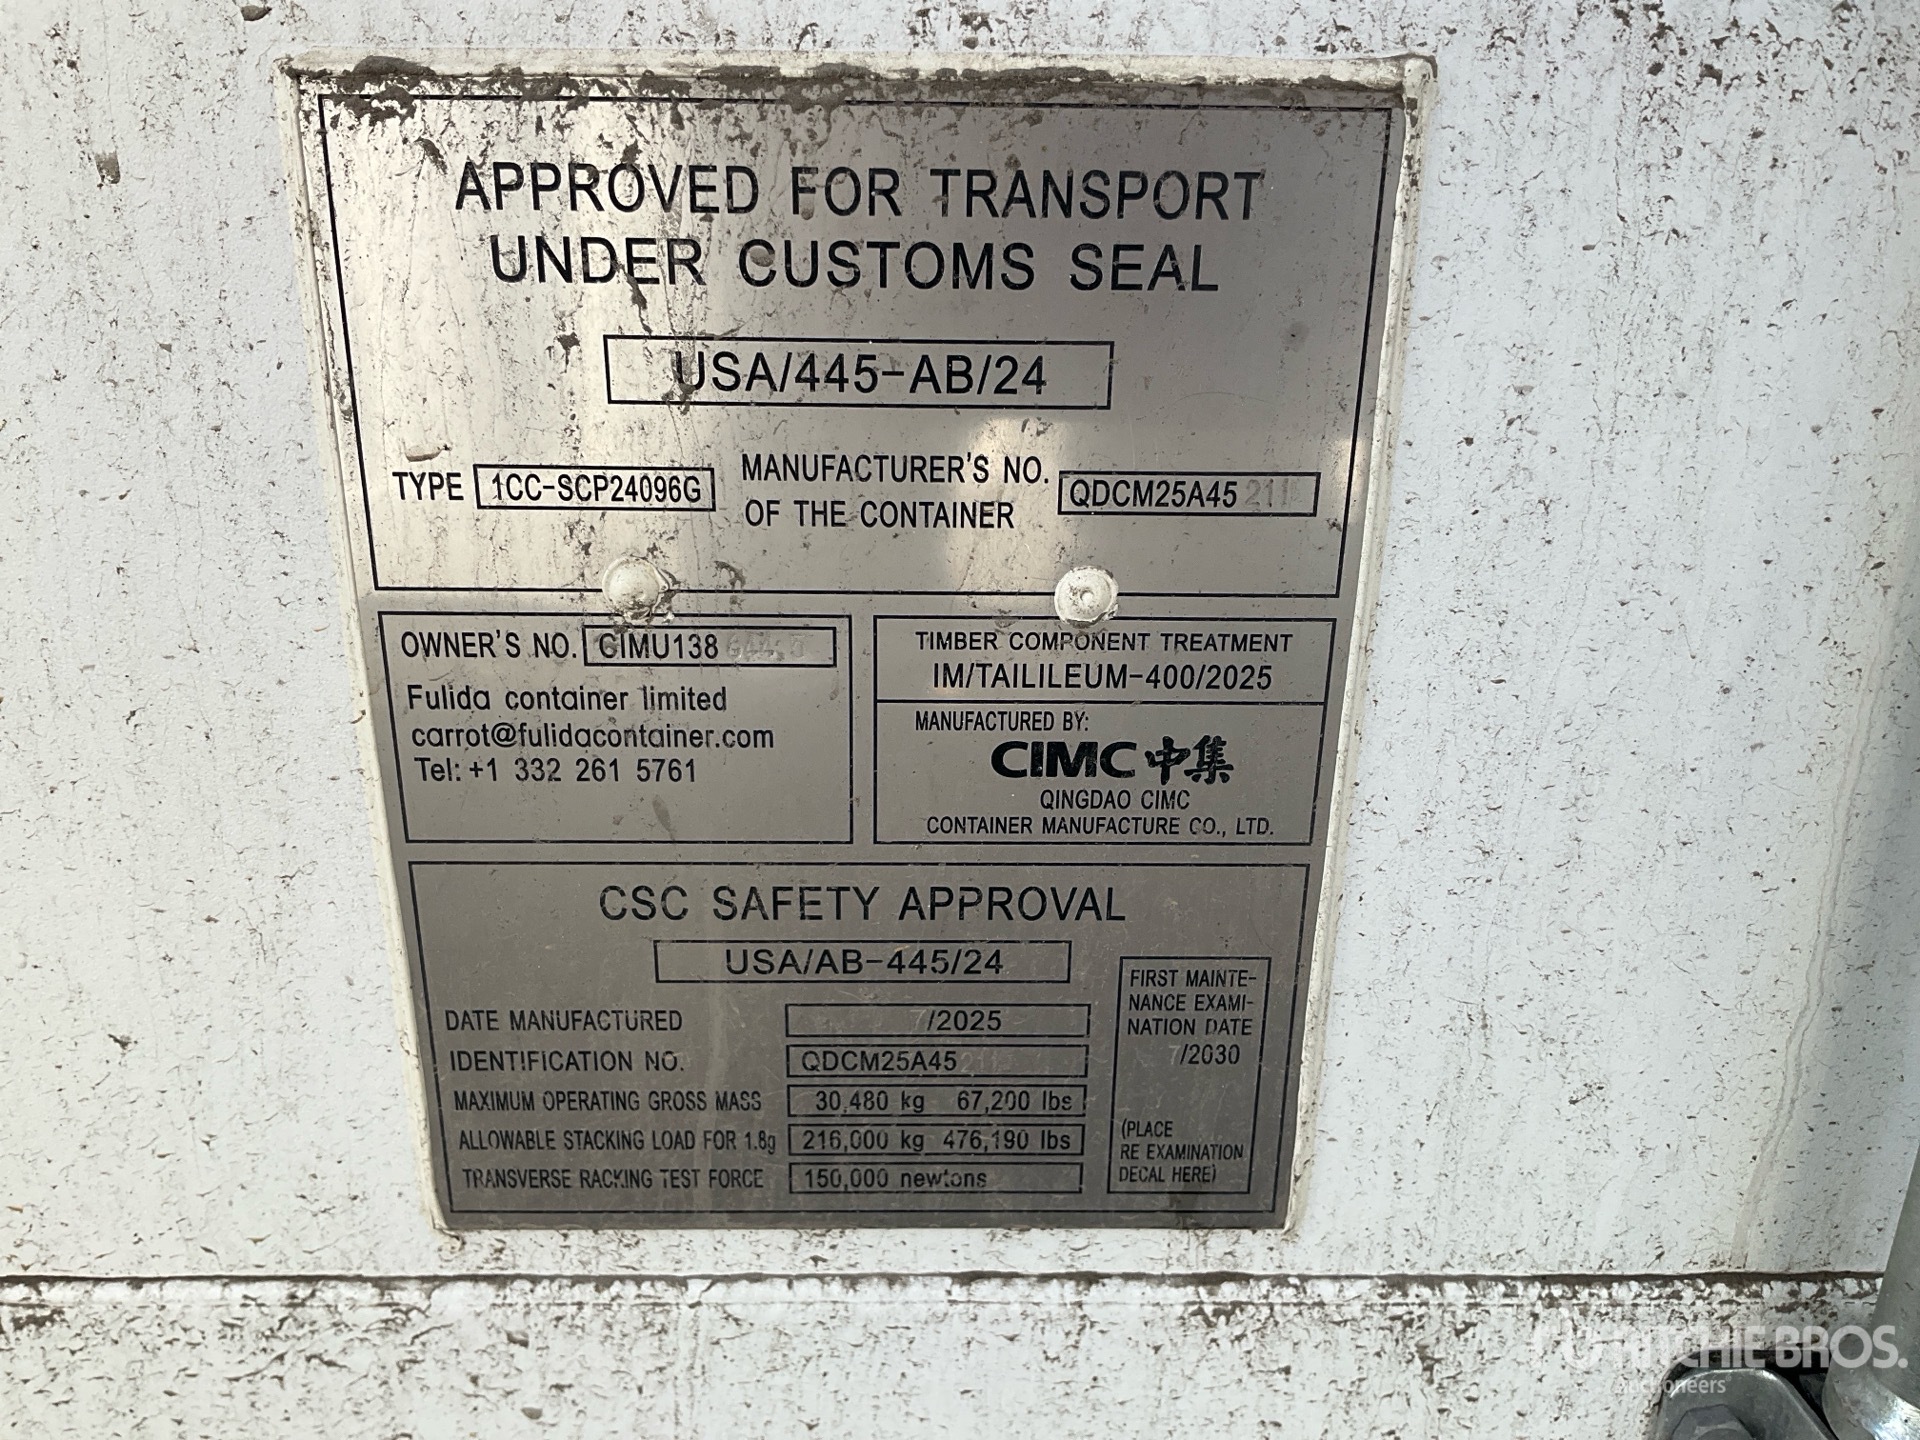 APPROVED FOR TRANSPORT
UNDER CUSTOMS SEAL
USA/445-AB/24
TYPE 1CC-SCP24096G
MANUFACTURER'S NO.
OF THE CONTAINER
QDCM25A45
OWNER'S NO. CIMU138
Fulida container limited
carrot@fulidacontainer.com
Tel: +1 332 261 5761
TIMBER COMPONENT TREATMENT
IM/TAILILEUM-400/2025
MANUFACTURED BY:
CIMC 中集
QINGDAO CIMC
CONTAINER MANUFACTURE CO., LTD.
CSC SAFETY APPROVAL
USA/AB-445/24
DATE MANUFACTURED 7/2025
IDENTIFICATION NO. QDCM25A45
MAXIMUM OPERATING GROSS MASS 30,480 kg 67,200 lbs
ALLOWABLE STACKING LOAD FOR 1.8g 216,000 kg 476,190 lbs
TRANSVERSE RACKING TEST FORCE 150,000 newtons
FIRST MAINTE-
NANCE EXAMI-
NATION DATE
7/2030
(PLACE
RE EXAMINATION
DECAL HERE)
RITCHIE BROS.
Auctioneers